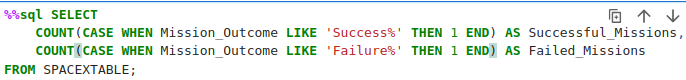 %%sql SELECT
    COUNT(CASE WHEN Mission_Outcome LIKE 'Success%' THEN 1 END) AS Successful_Missions,
    COUNT(CASE WHEN Mission_Outcome LIKE 'Failure%' THEN 1 END) AS Failed_Missions
FROM SPACEXTABLE;